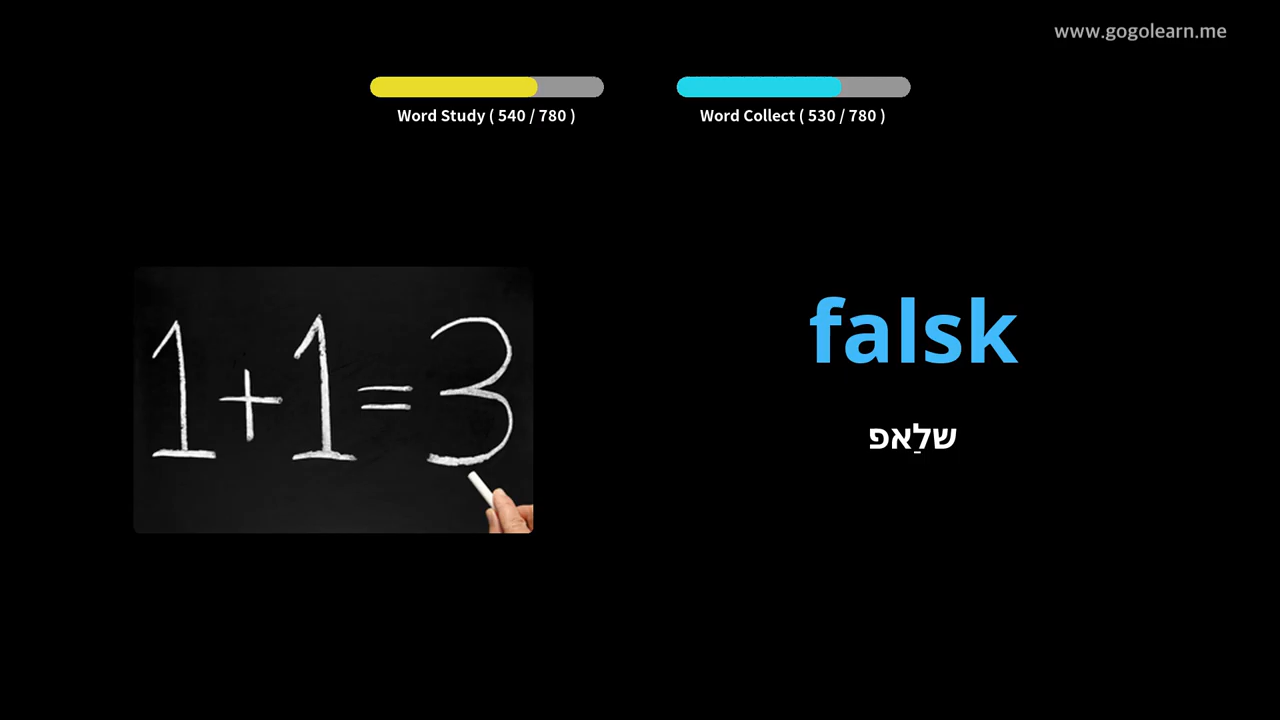 www.gogolearn.me
Word Study ( 540 / 780 )
Word Collect ( 530 / 780 )
1+1=3
falsk
שלַאפ